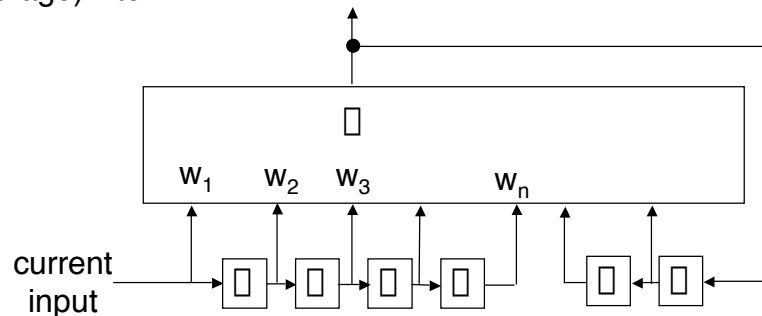 w₁ w₂ w₃ wₙ
current
input